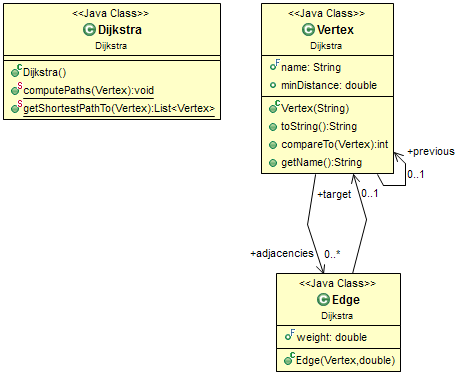 <<Java Class>>
Dijkstra
Dijkstra
Dijkstra()
computePaths(Vertex):void
getShortestPathTo(Vertex):List<Vertex>
<<Java Class>>
Vertex
Dijkstra
name: String
minDistance: double
Vertex(String)
toString():String
compareTo(Vertex):int
getName():String
+previous
0..1
+target
0..1
+adjacencies
0..*
<<Java Class>>
Edge
Dijkstra
weight: double
Edge(Vertex,double)